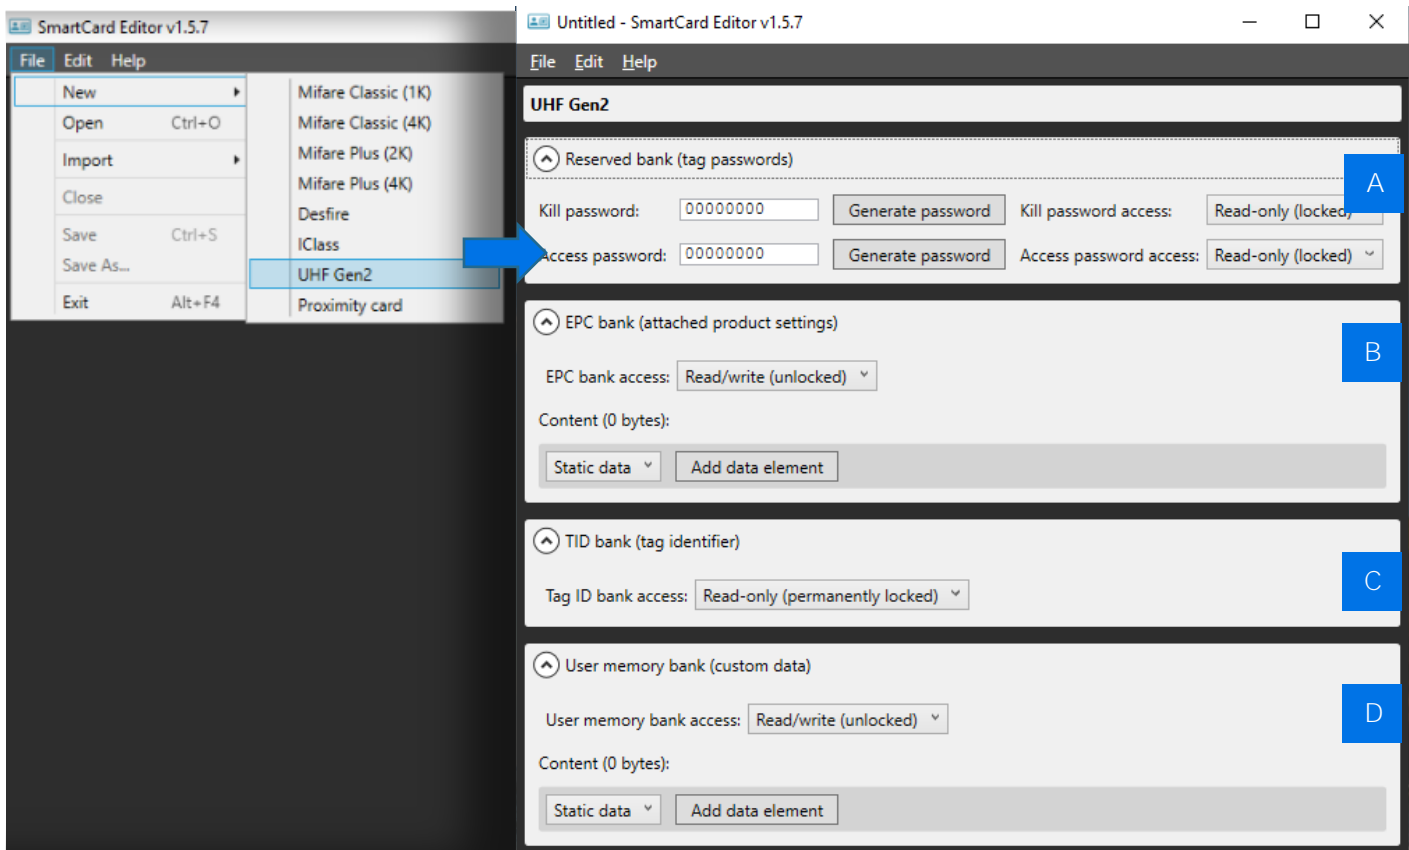 SmartCard Editor v1.5.7
File Edit Help
New
Open Ctrl+O
Import
Close
Save Ctrl+S
Save As...
Exit Alt+F4
Mifare Classic (1K)
Mifare Classic (4K)
Mifare Plus (2K)
Mifare Plus (4K)
Desfire
IClass
UHF Gen2
Proximity card
Untitled - SmartCard Editor v1.5.7
File Edit Help
UHF Gen2
Reserved bank (tag passwords)
A
Kill password: 00000000 Generate password Kill password access: Read-only (locked)
Access password: 00000000 Generate password Access password access: Read-only (locked)
EPC bank (attached product settings)
B
EPC bank access: Read/write (unlocked)
Content (0 bytes):
Static data Add data element
TID bank (tag identifier)
C
Tag ID bank access: Read-only (permanently locked)
User memory bank (custom data)
D
User memory bank access: Read/write (unlocked)
Content (0 bytes):
Static data Add data element